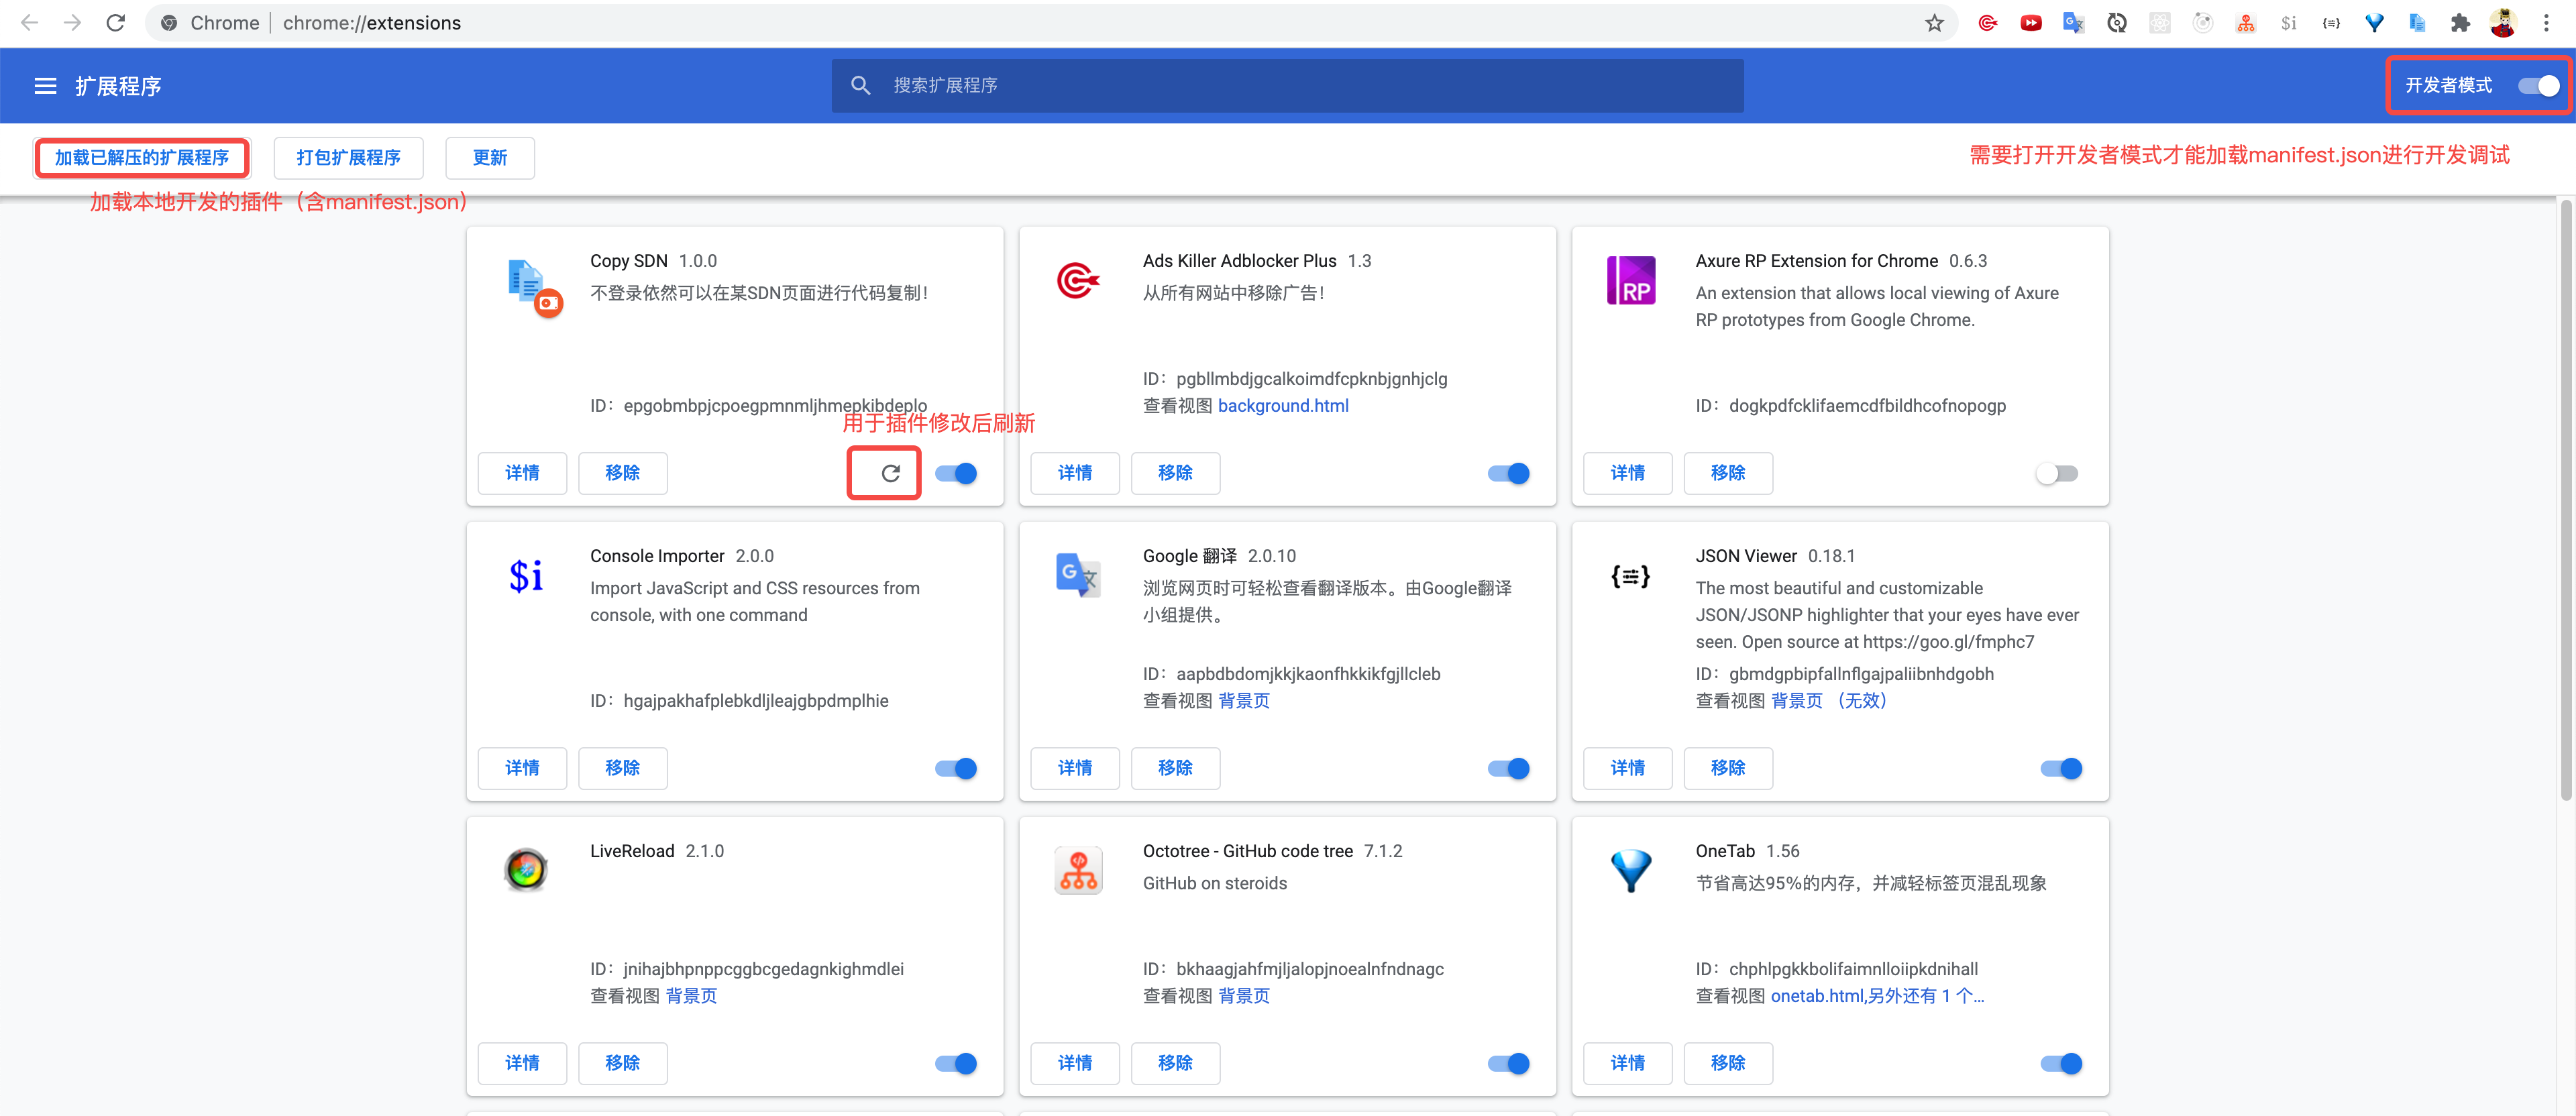 Chrome | chrome://extensions
扩展程序
搜索扩展程序
开发者模式
加载已解压的扩展程序
打包扩展程序
更新
需要打开开发者模式才能加载manifest.json进行开发调试
加载本地开发的插件（含manifest.json）
Copy SDN 1.0.0
不登录依然可以在某SDN页面进行代码复制！
ID：epgobmbpjcpoegpmnmljhmepkibdeplo
用于插件修改后刷新
详情 移除
Ads Killer Adblocker Plus 1.3
从所有网站中移除广告！
ID：pgbllmbdjgcalkoimdfcpknbjgnhjclg
查看视图 background.html
详情 移除
Axure RP Extension for Chrome 0.6.3
An extension that allows local viewing of Axure
RP prototypes from Google Chrome.
ID：dogkpdfcklifaemcdfbildhcofnopogp
详情 移除
RP
$i
Console Importer 2.0.0
Import JavaScript and CSS resources from
console, with one command
ID：hgajpakhafplebkdljleajgbpdmplhie
详情 移除
Google 翻译 2.0.10
浏览网页时可轻松查看翻译版本。由Google翻译
小组提供。
ID：aapbdbdomjkkjkaonfhkkikfgjllcleb
查看视图 背景页
详情 移除
JSON Viewer 0.18.1
The most beautiful and customizable
JSON/JSONP highlighter that your eyes have ever
seen. Open source at https://goo.gl/fmphc7
ID：gbmdgpbipfallnflgajpaliibnhdgobh
查看视图 背景页 （无效）
详情 移除
LiveReload 2.1.0
ID：jnihajbhpnppcggbcgedagnkighmdlei
查看视图 背景页
详情 移除
Octotree - GitHub code tree 7.1.2
GitHub on steroids
ID：bkhaagjahfmjljalopjnoealnfndnagc
查看视图 背景页
详情 移除
OneTab 1.56
节省高达95%的内存，并减轻标签页混乱现象
ID：chphlpgkkbolifaimnlloiipkdnihall
查看视图 onetab.html,另外还有 1 个...
详情 移除